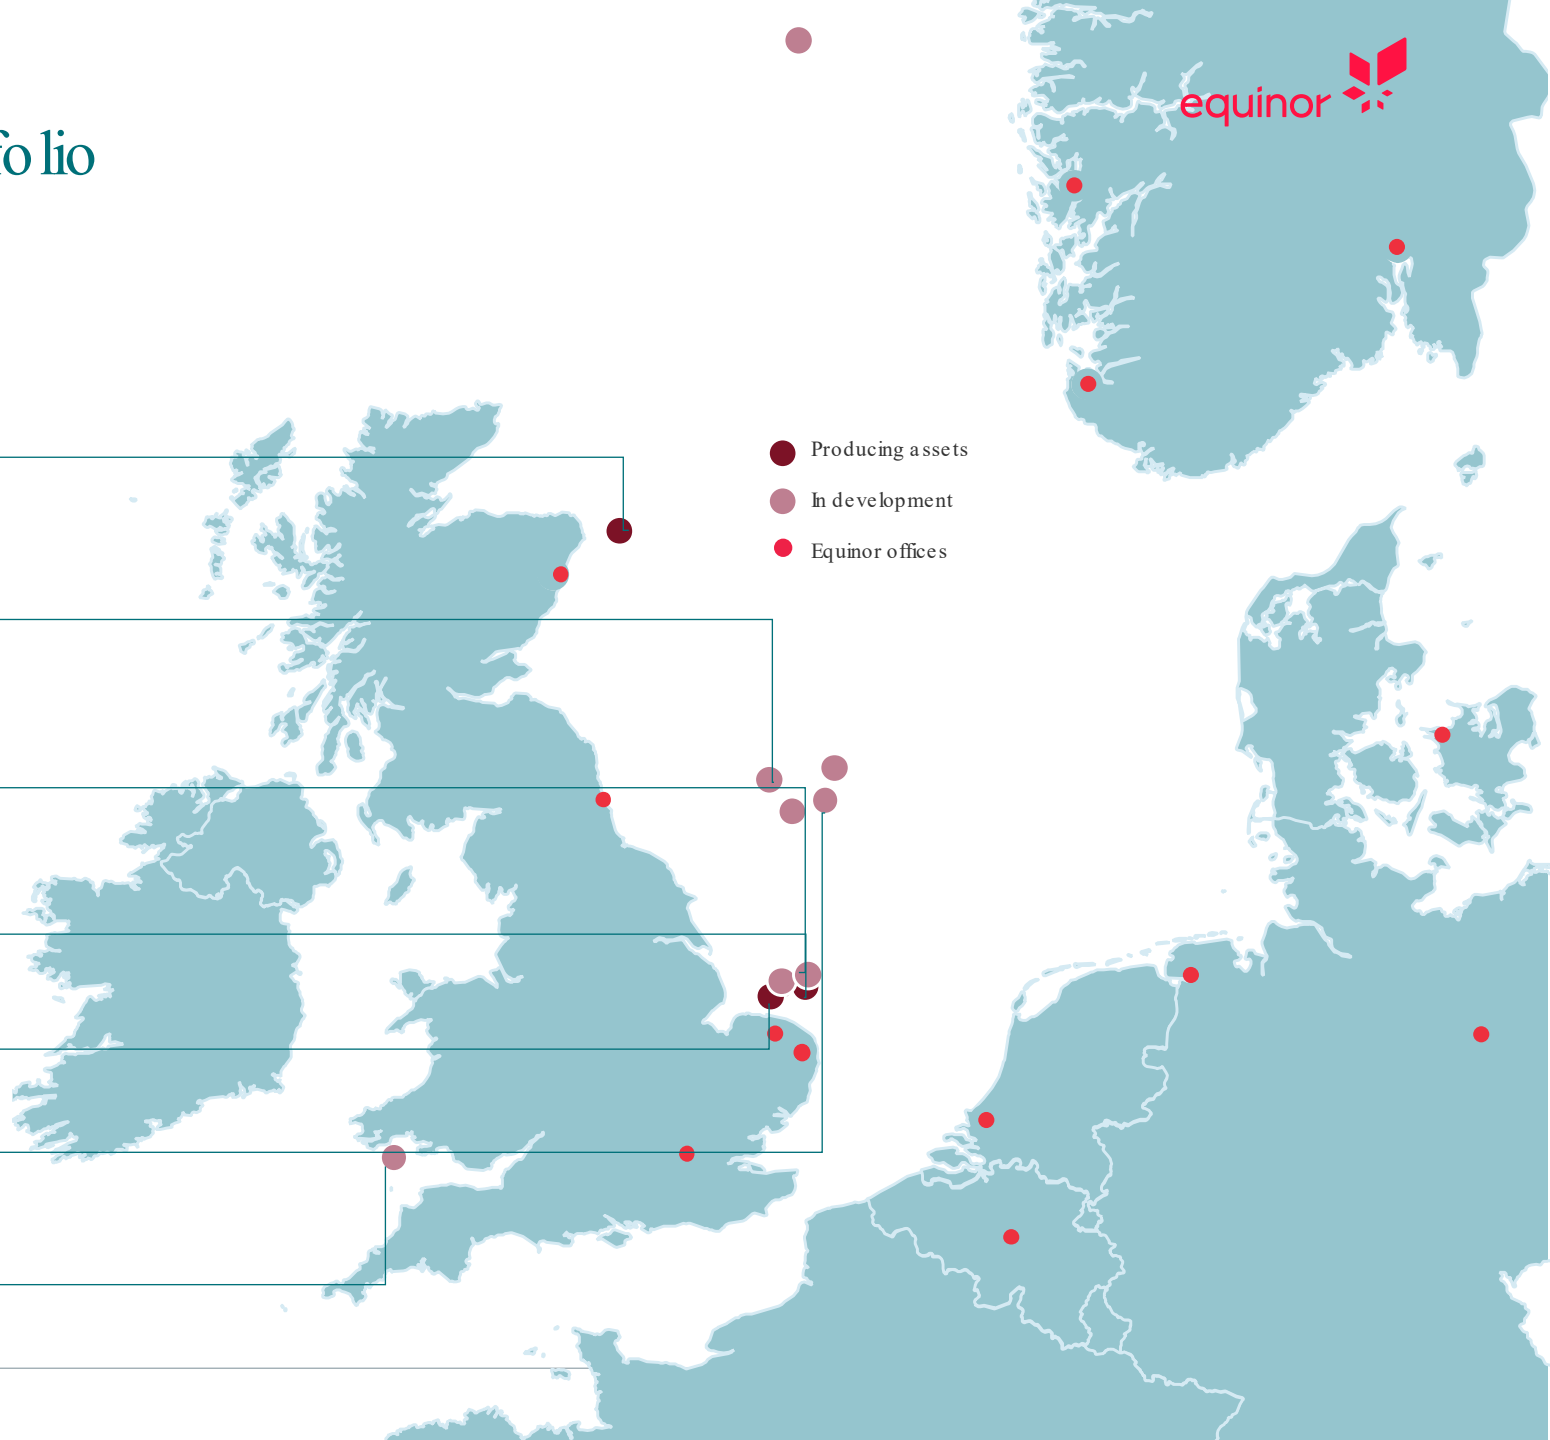 equinor
fo lio
Producing assets
In development
Equinor offices